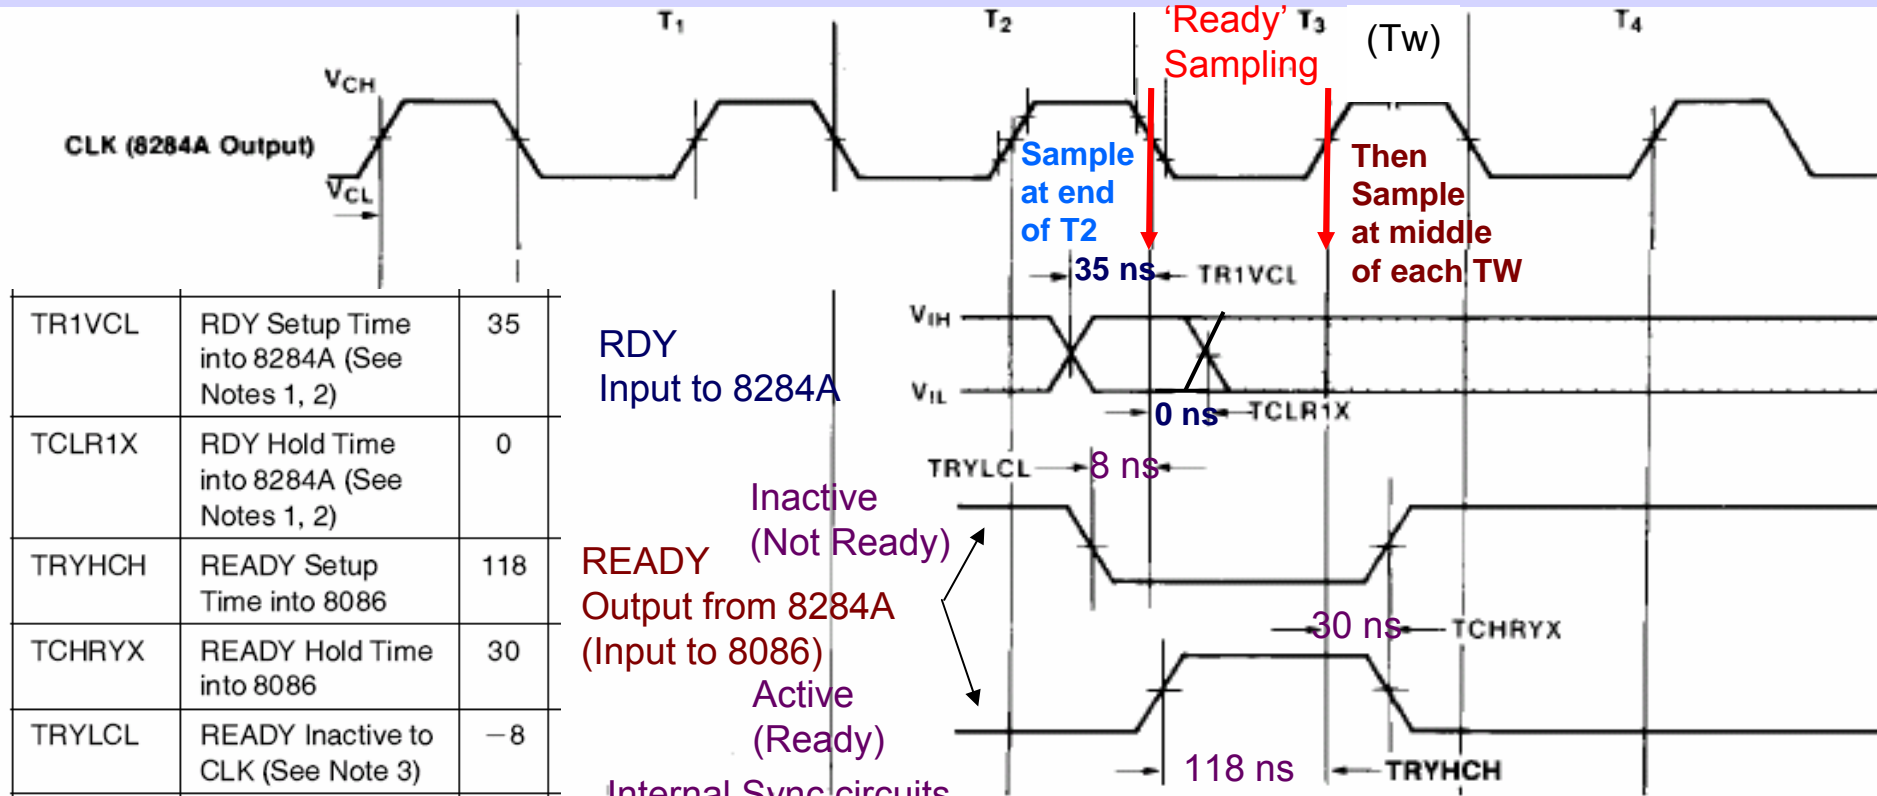 T1
T2
'Ready'
Sampling
T3
(Tw)
T4
VCH
CLK (8284A Output)
VCL
Sample
at end
of T2
Then
Sample
at middle
of each TW
35 ns
TR1VCL
TR1VCL RDY Setup Time into 8284A (See Notes 1, 2) 35
TCLR1X RDY Hold Time into 8284A (See Notes 1, 2) 0
TRYHCH READY Setup Time into 8086 118
TCHRYX READY Hold Time into 8086 30
TRYLCL READY Inactive to CLK (See Note 3) −8
RDY
Input to 8284A
VIH
VIL
0 ns
TCLR1X
TRYLCL
8 ns
Inactive
(Not Ready)
READY
Output from 8284A
(Input to 8086)
Active
(Ready)
30 ns
TCHRYX
118 ns
TRYHCH
Internal Sync circuits